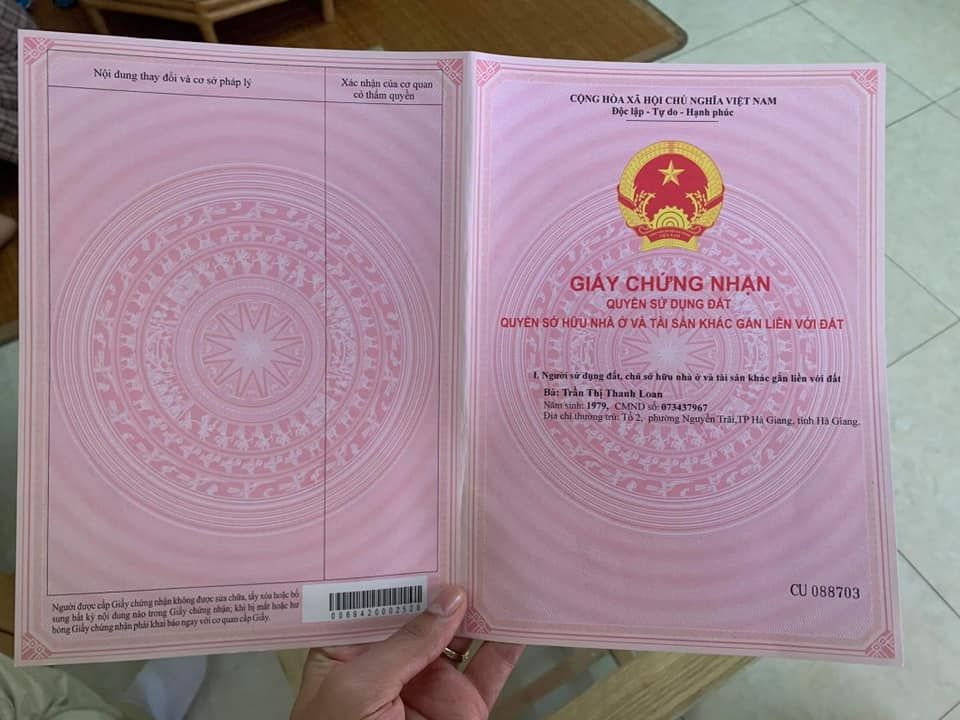 Nội dung thay đổi và cơ sở pháp lý
Xác nhận của cơ quan
có thẩm quyền
Người được cấp Giấy chứng nhận không được sửa chữa, tẩy xóa hoặc bổ
sung bất kỳ nội dung nào trong Giấy chứng nhận; khi bị mất hoặc hư
hỏng Giấy chứng nhận phải khai báo ngay với cơ quan cấp Giấy.
0069420002528
CỘNG HÒA XÃ HỘI CHỦ NGHĨA VIỆT NAM
Độc lập - Tự do - Hạnh phúc
GIẤY CHỨNG NHẬN
QUYỀN SỬ DỤNG ĐẤT
QUYỀN SỞ HỮU NHÀ Ở VÀ TÀI SẢN KHÁC GẮN LIỀN VỚI ĐẤT
I. Người sử dụng đất, chủ sở hữu nhà ở và tài sản khác gắn liền với đất
Bà: Trần Thị Thanh Loan
Năm sinh: 1979, CMND số: 073437967
Địa chỉ thường trú: Tổ 2, phường Nguyễn Trãi,TP Hà Giang, tỉnh Hà Giang.
CU 088703